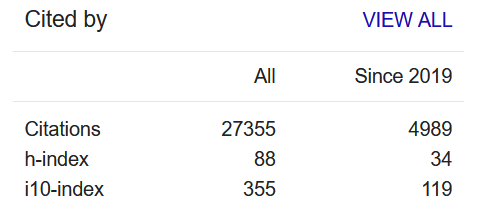 Cited by VIEW ALL
All Since 2019
Citations 27355 4989
h-index 88 34
i10-index 355 119